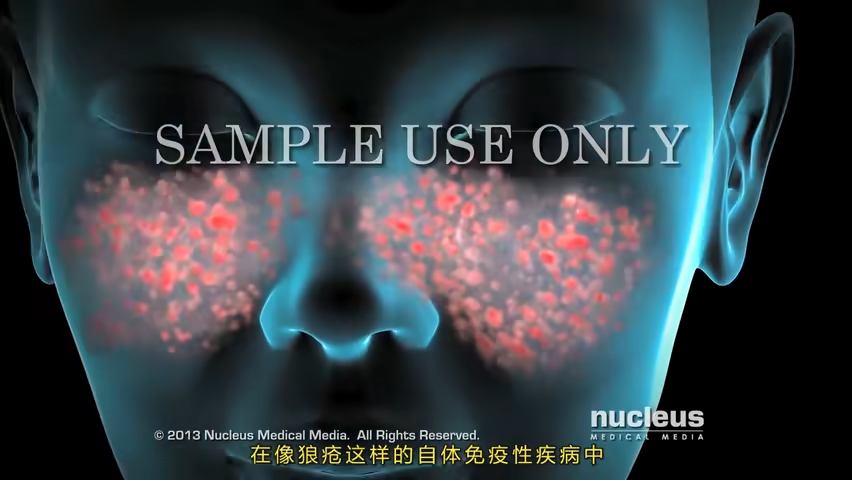 SAMPLE USE ONLY
nucleus
MEDICAL MEDIA
© 2013 Nucleus Medical Media. All Rights Reserved.
在像狼疮这样的自体免疫性疾病中